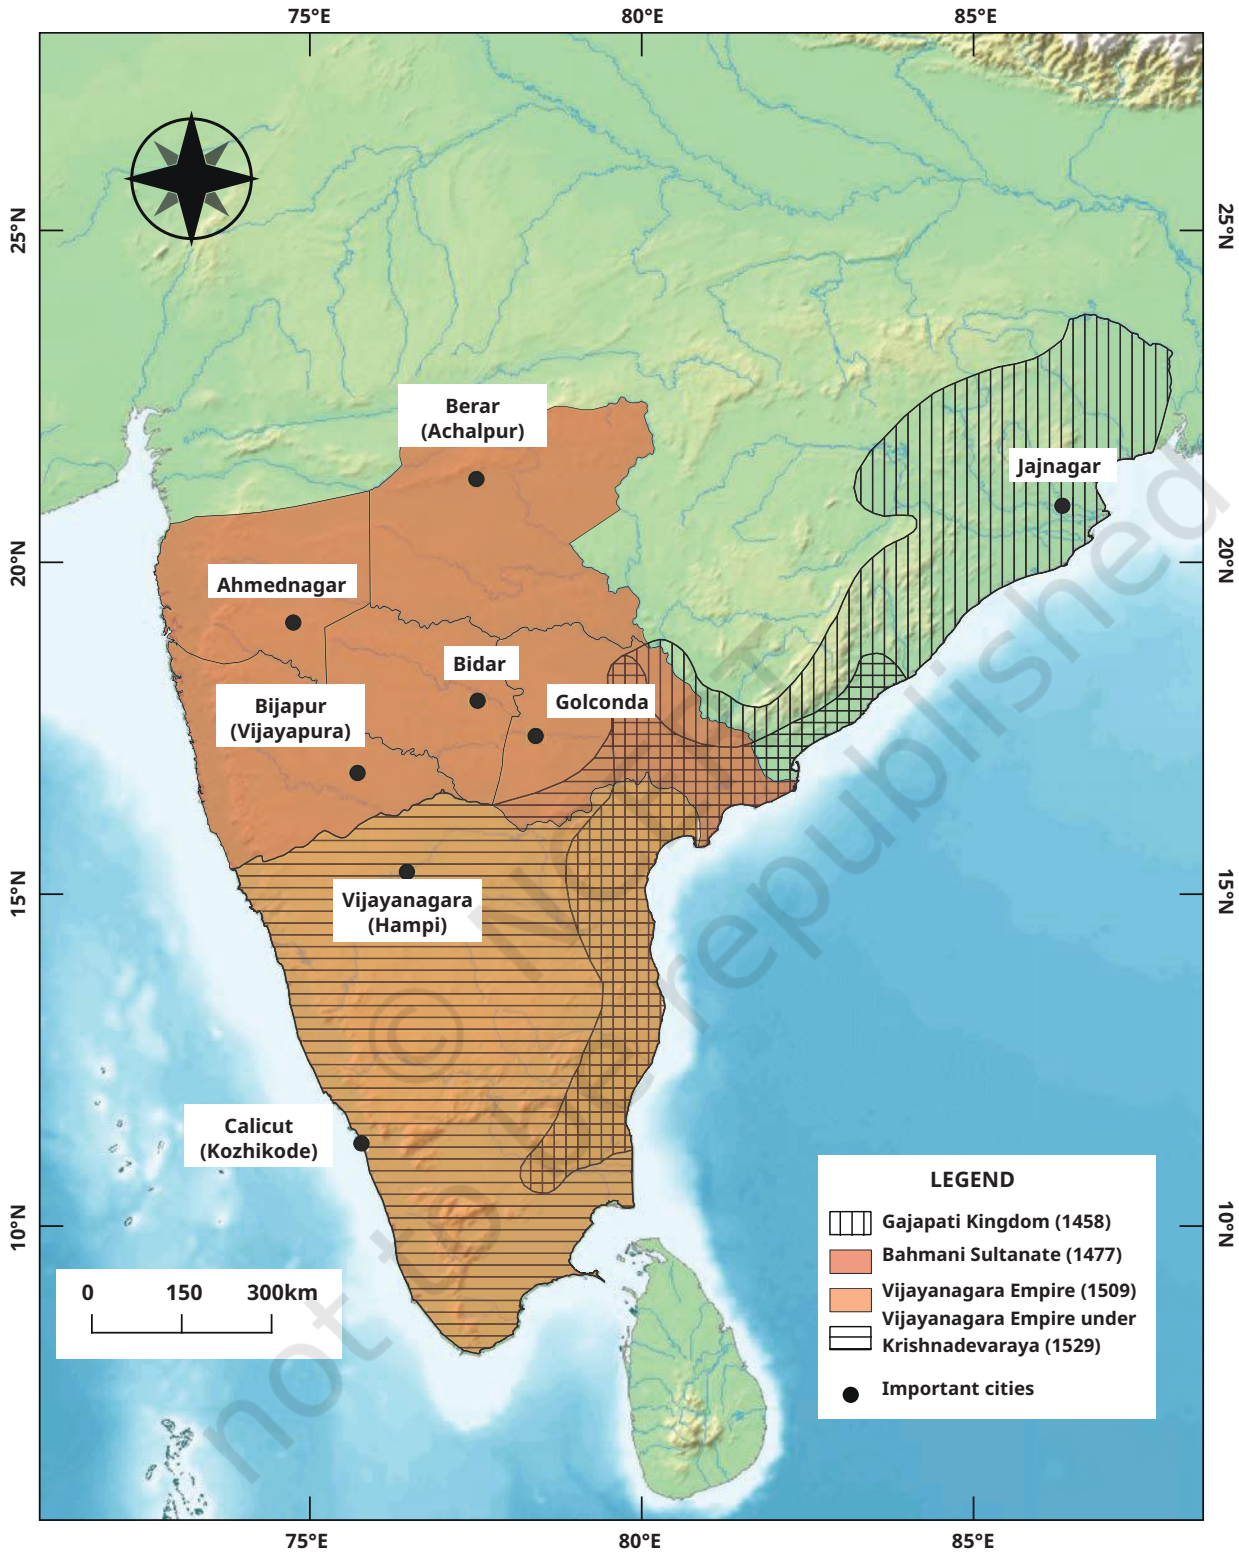 75°E
80°E
85°E
25°N
25°N
Berar
(Achalpur)
Jajnagar
20°N
20°N
Ahmednagar
Bidar
Golconda
Bijapur
(Vijayapura)
15°N
15°N
Vijayanagara
(Hampi)
Calicut
(Kozhikode)
10°N
10°N
LEGEND
Gajapati Kingdom (1458)
Bahmani Sultanate (1477)
Vijayanagara Empire (1509)
Vijayanagara Empire under
Krishnadevaraya (1529)
Important cities
0 150 300km
75°E
80°E
85°E
© NCERT
not to be republished